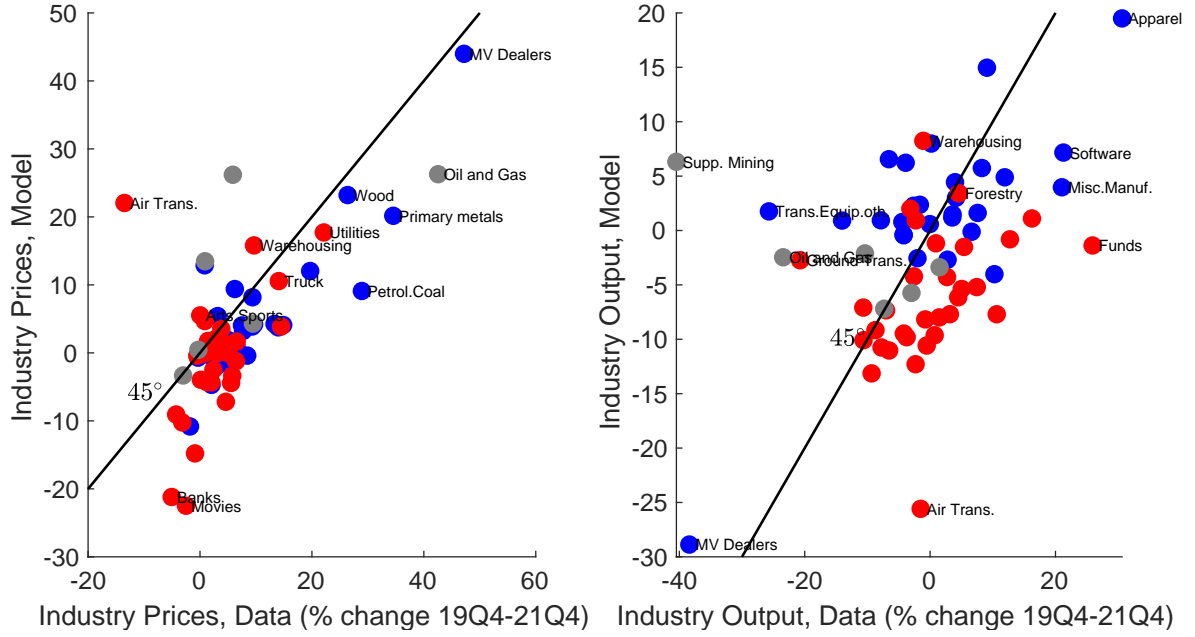 50
40
30
20
10
0
-10
-20
-30
-20
0
20
40
60
Industry Prices, Model
Industry Prices, Data (% change 19Q4-21Q4)
MV Dealers
Oil and Gas
Wood
Air Trans.
Primary metals
Utilities
Warehousing
Truck
Petrol.Coal
Arts Sports
45°
Banks
Movies
20
15
10
5
0
-5
-10
-15
-20
-25
-30
-40
-20
0
20
Industry Output, Model
Industry Output, Data (% change 19Q4-21Q4)
Apparel
Warehousing
Software
Supp. Mining
Misc.Manuf.
Forestry
Trans.Equip.oth
Funds
Oil and Gas
Ground Trans.
45°
Air Trans.
MV Dealers